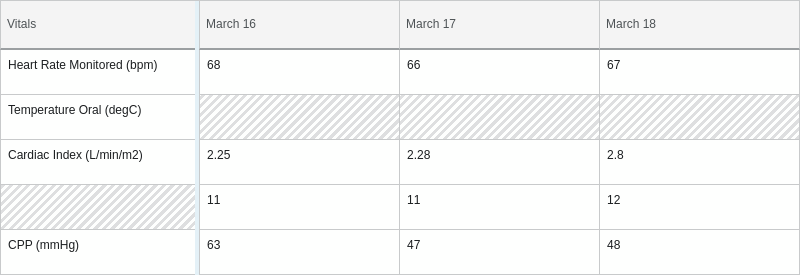 Vitals March 16 March 17 March 18
Heart Rate Monitored (bpm) 68 66 67
Temperature Oral (degC)
Cardiac Index (L/min/m2) 2.25 2.28 2.8
11 11 12
CPP (mmHg) 63 47 48